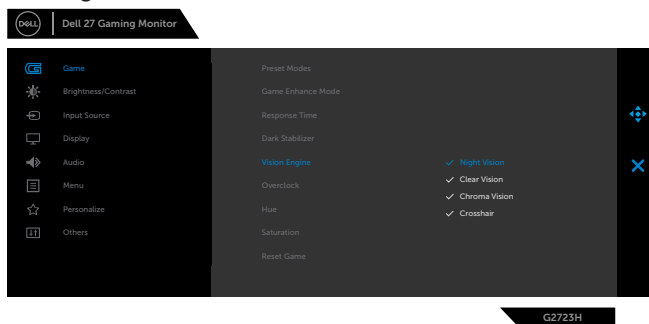 DELL
Dell 27 Gaming Monitor
Game
Brightness/Contrast
Input Source
Display
Audio
Menu
Personalize
Others
Preset Modes
Game Enhance Mode
Response Time
Dark Stabilizer
Vision Engine
Overclock
Hue
Saturation
Reset Game
Night Vision
Clear Vision
Chroma Vision
Crosshair
G2723H